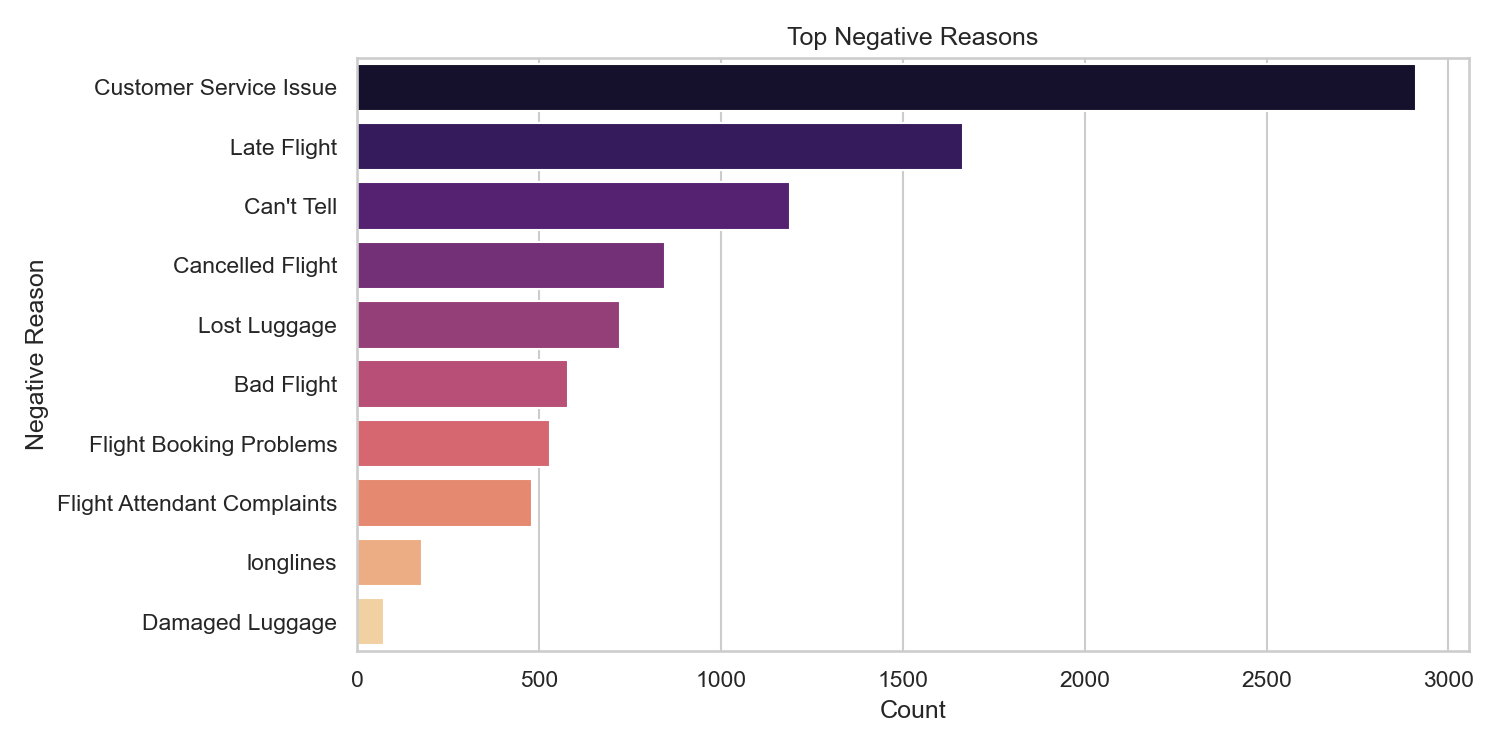 Top Negative Reasons
Customer Service Issue
Late Flight
Can't Tell
Cancelled Flight
Lost Luggage
Bad Flight
Flight Booking Problems
Flight Attendant Complaints
longlines
Damaged Luggage
Negative Reason
0 500 1000 1500 2000 2500 3000
Count